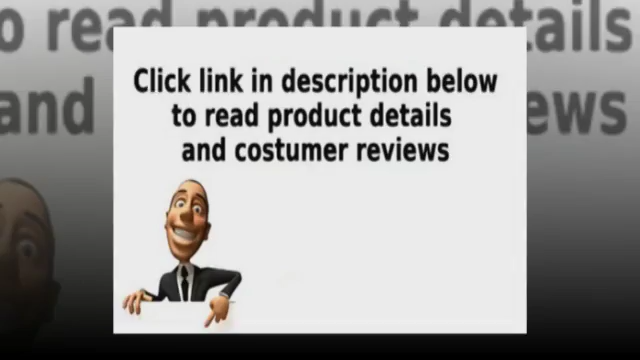 Click link in description below
to read product details
and costumer reviews